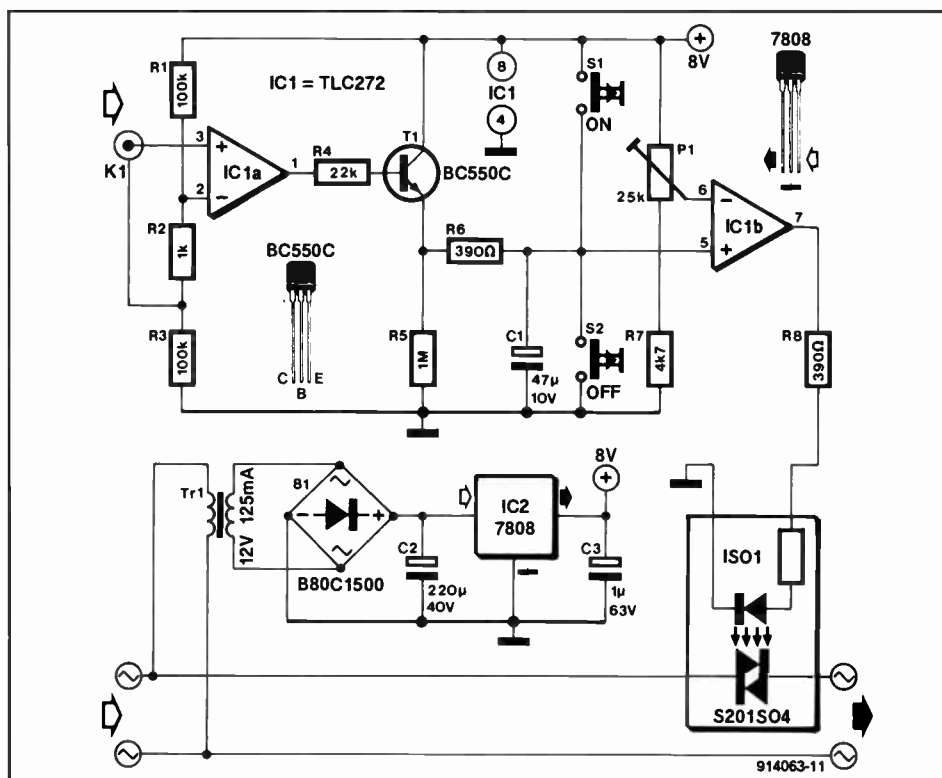 R1
100k
K1
R2
1k
R3
100k
IC1 = TLC272
3
+
2
−
IC1a
1
R4
22k
T1
BC550C
BC550C
C
B
E
R5
1M
R6
390Ω
C1
47µ
10V
8
IC1
4
S1
ON
S2
OFF
+
8V
P1
25k
R7
4k7
6
−
5
+
IC1b
7
7808
R8
390Ω
Tr1
12V 125mA
B1
−
+
B80C1500
C2
220µ
40V
IC2
7808
8V
+
C3
1µ
63V
ISO1
S201SO4
914063-11